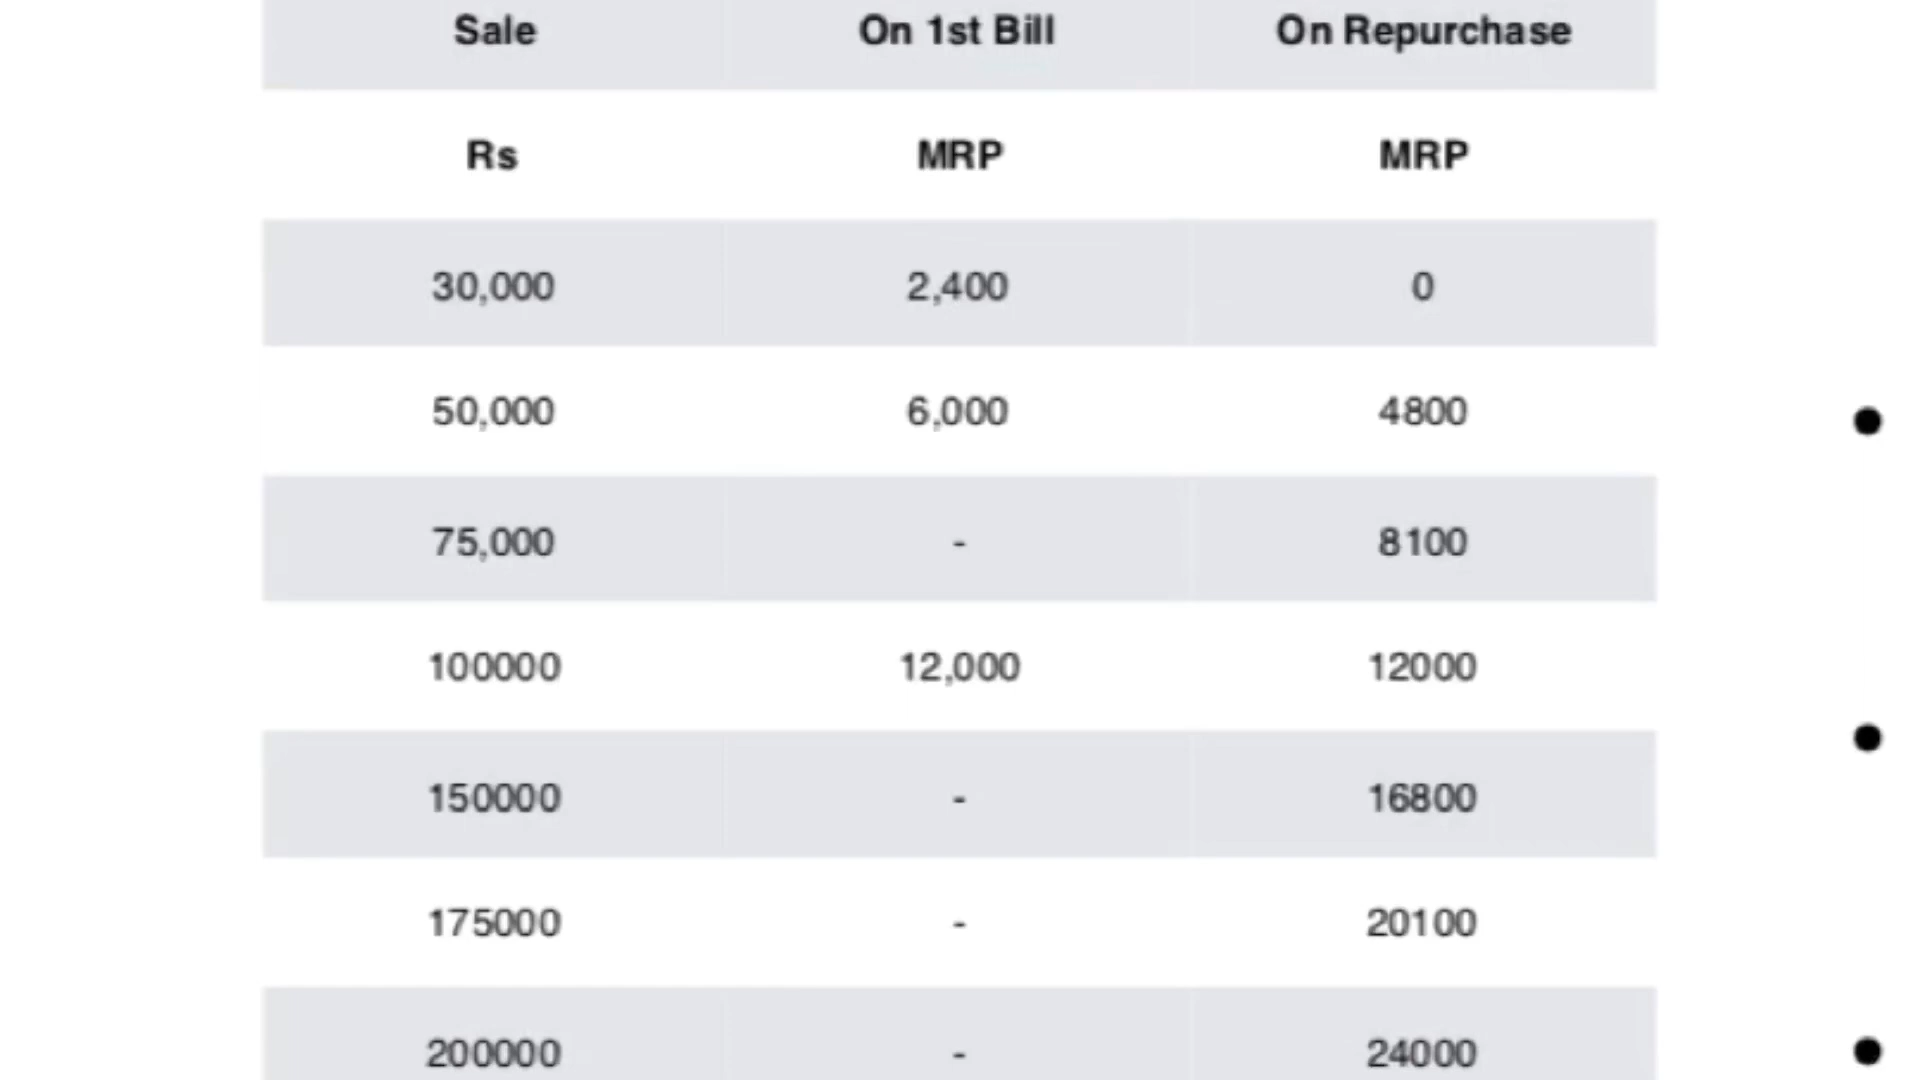 Sale On 1st Bill On Repurchase
Rs MRP MRP
30,000 2,400 0
50,000 6,000 4800
75,000 - 8100
100000 12,000 12000
150000 - 16800
175000 - 20100
200000 - 24000